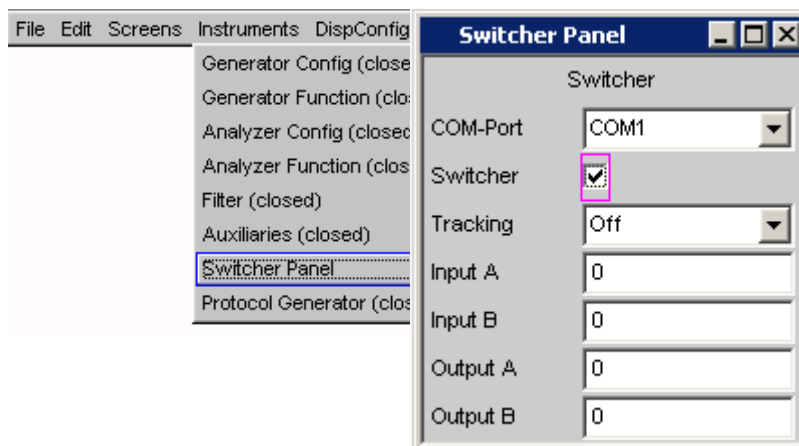 File Edit Screens Instruments DispConfig
Generator Config (close
Generator Function (clo
Analyzer Config (closed
Analyzer Function (clos
Filter (closed)
Auxiliaries (closed)
Switcher Panel
Protocol Generator (clos
Switcher Panel
Switcher
COM-Port COM1
Switcher
Tracking Off
Input A 0
Input B 0
Output A 0
Output B 0